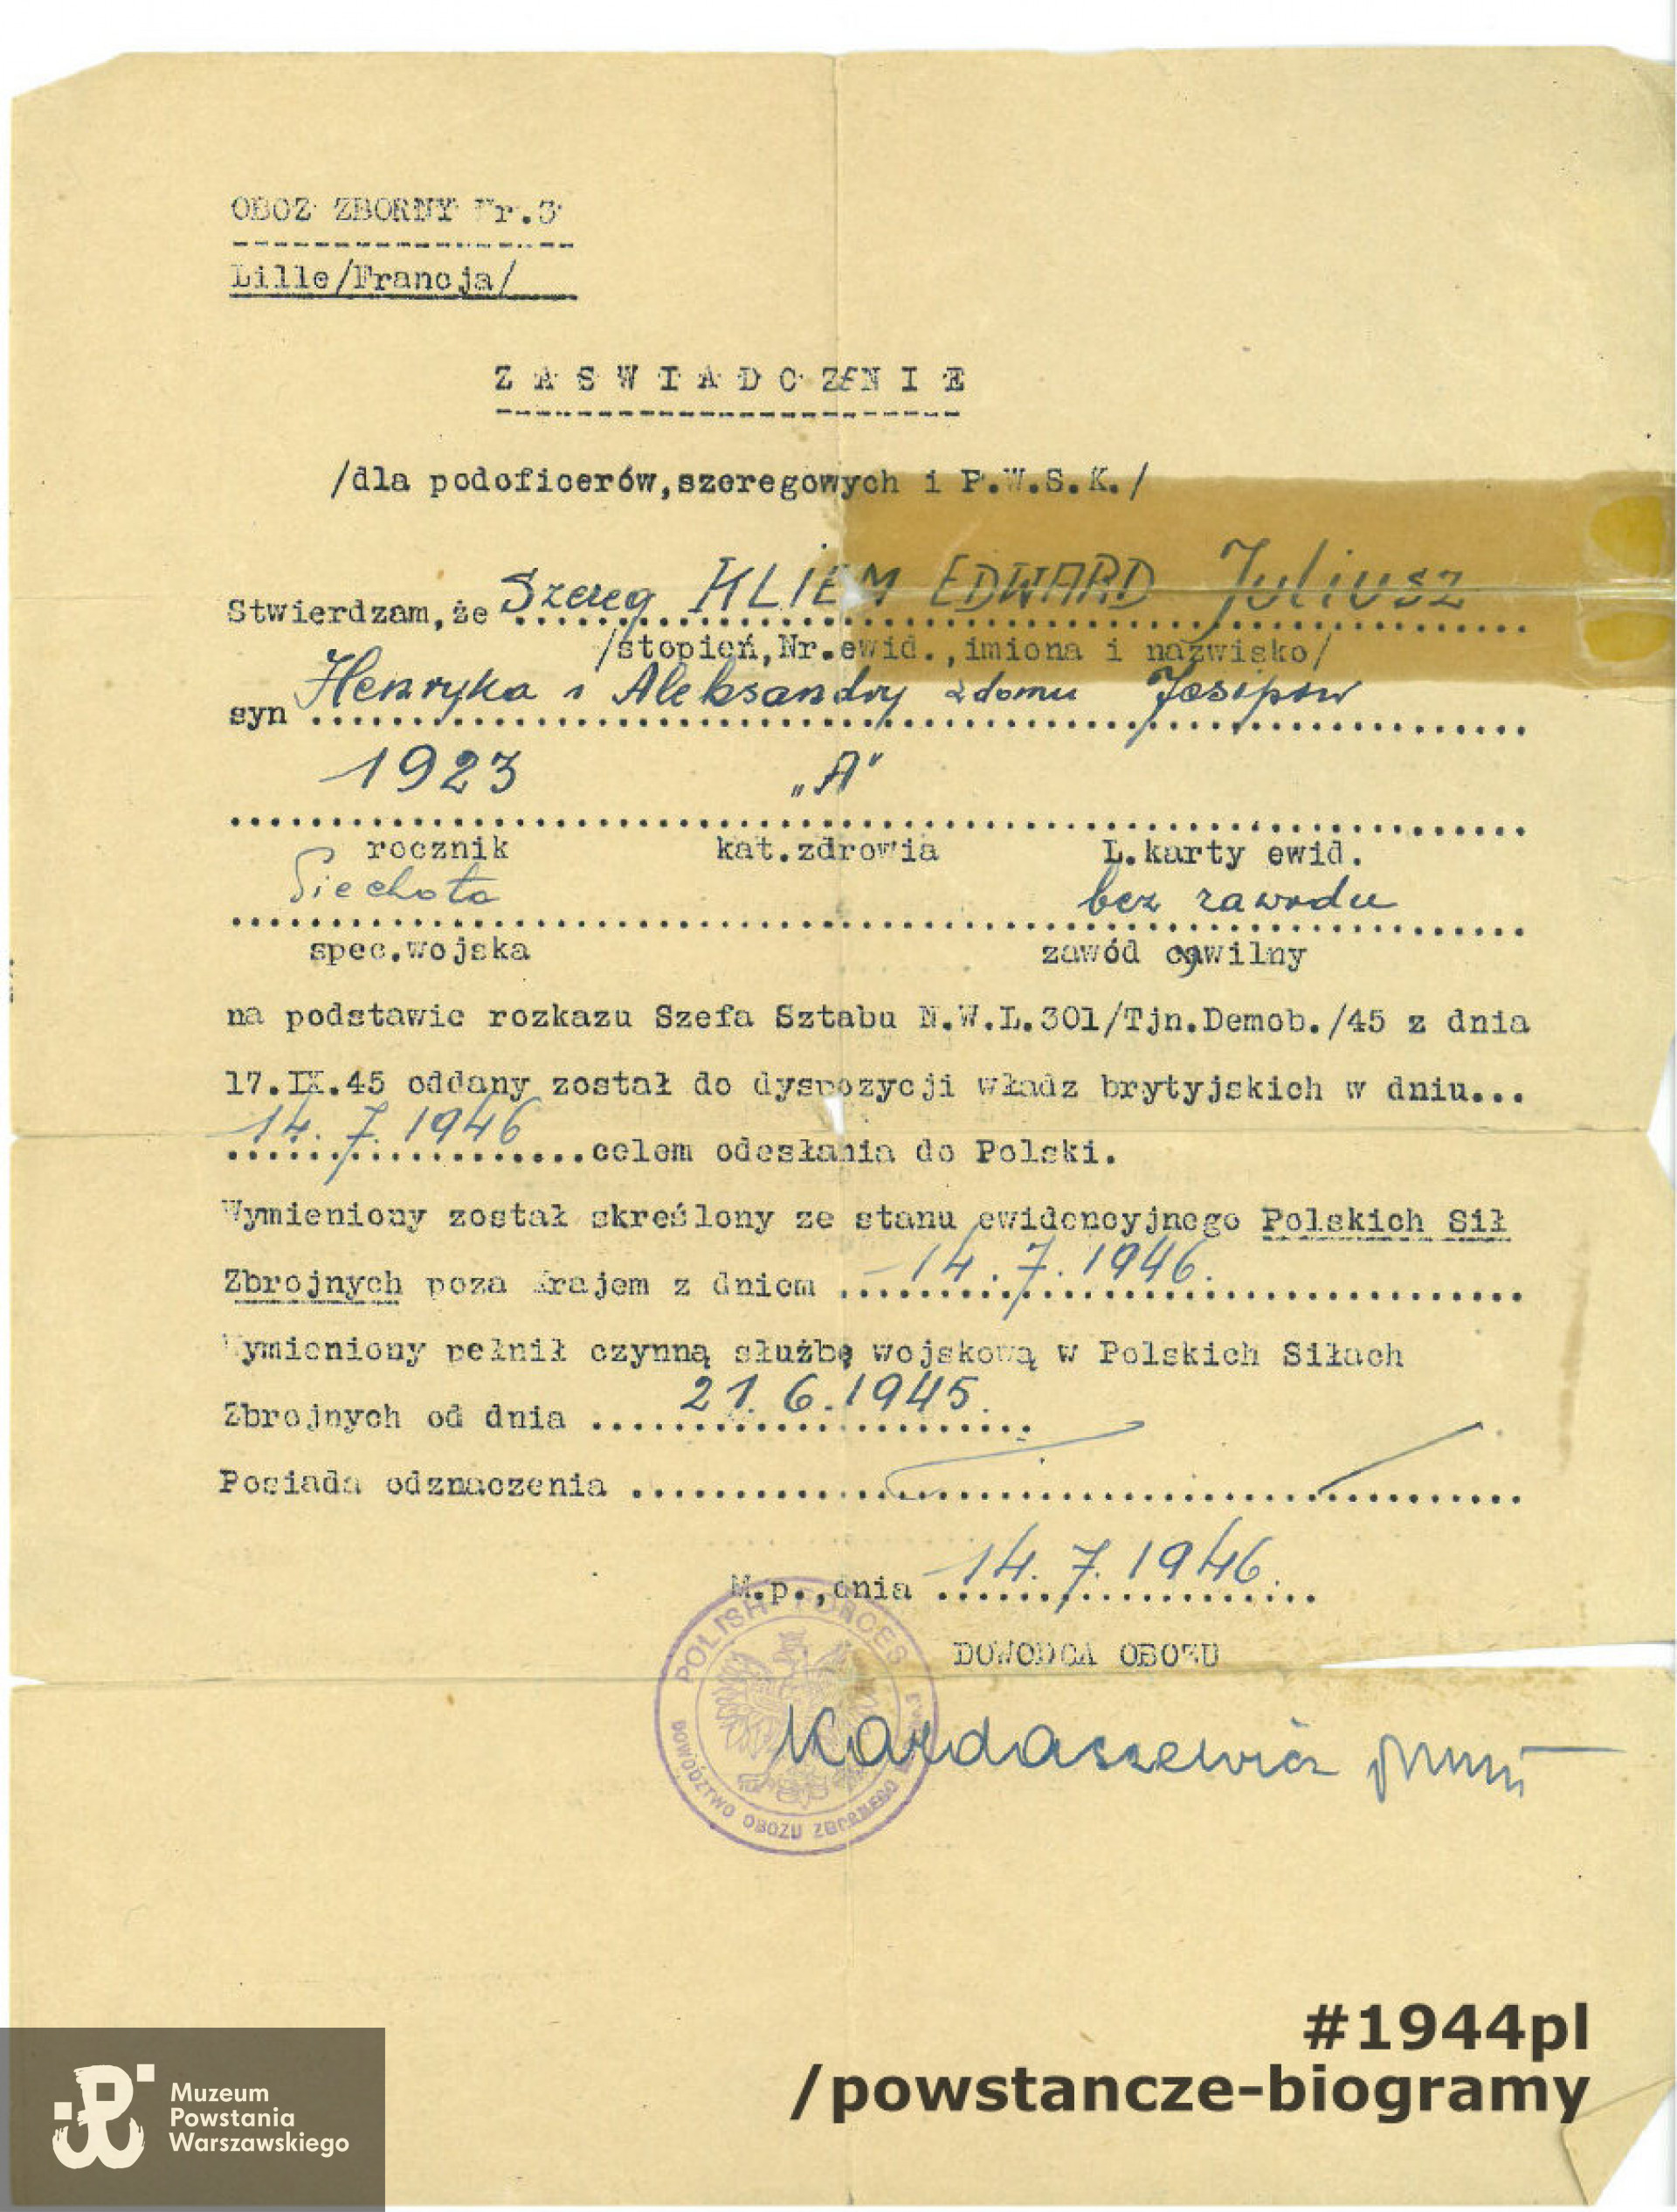 OBOZ ZBORNY Nr.3
Lille/Francja/
Z A S W I A D C Z E N I E
/dla podoficerów,szeregowych i P.W.S.K./
Stwierdzam,że Szereg KLIEM EDWARD Juliusz
/stopień,Nr.ewid.,imiona i nazwisko/
syn Henryka i Aleksandry z domu Josipow
1923 „A"
rocznik kat.zdrowia L.karty ewid.
Piechota bez zawodu
spec.wojska zawód cywilny
na podstawie rozkazu Szefa Sztabu N.W.L.301/Tjn.Demob./45 z dnia
17.IX.45 oddany został do dyspozycji władz brytyjskich w dniu...
14.7.1946 celem odesłania do Polski.
Wymieniony został skreślony ze stanu ewidencyjnego Polskich Sił
Zbrojnych poza Krajem z dniem 14.7.1946.
Wymieniony pełnił czynną służbę wojskową w Polskich Siłach
Zbrojnych od dnia 21.6.1945.
Posiada odznaczenia
M.p.,dnia 14.7.1946.
DOWODCA OBOZU
POLISH FORCES
DOWÓDZTWO OBOZU ZBORNEGO
Kardaszewicz
#1944pl
/powstancze-biogramy
Muzeum
Powstania
Warszawskiego